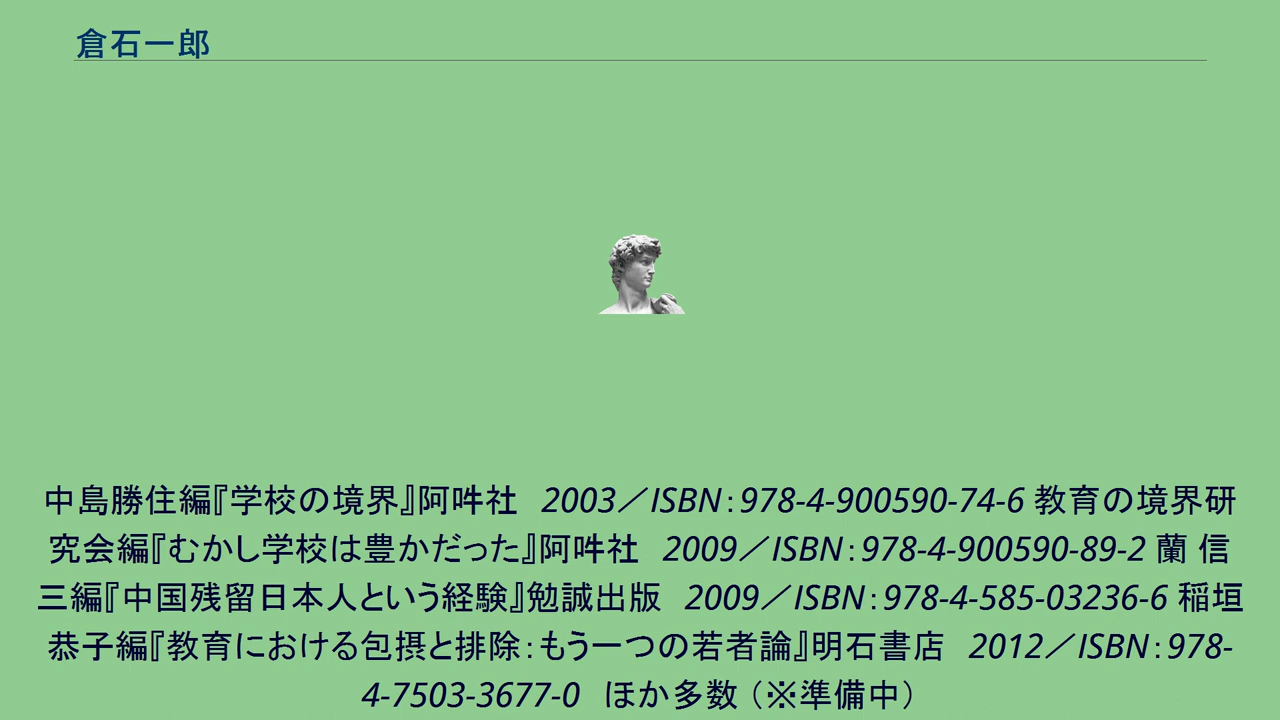 倉石一郎
中島勝住編『学校の境界』阿吽社　2003／ISBN：978-4-900590-74-6 教育の境界研
究会編『むかし学校は豊かだった』阿吽社　2009／ISBN：978-4-900590-89-2 蘭 信
三編『中国残留日本人という経験』勉誠出版　2009／ISBN：978-4-585-03236-6 稲垣
恭子編『教育における包摂と排除：もう一つの若者論』明石書店　2012／ISBN：978-
4-7503-3677-0　ほか多数（※準備中）